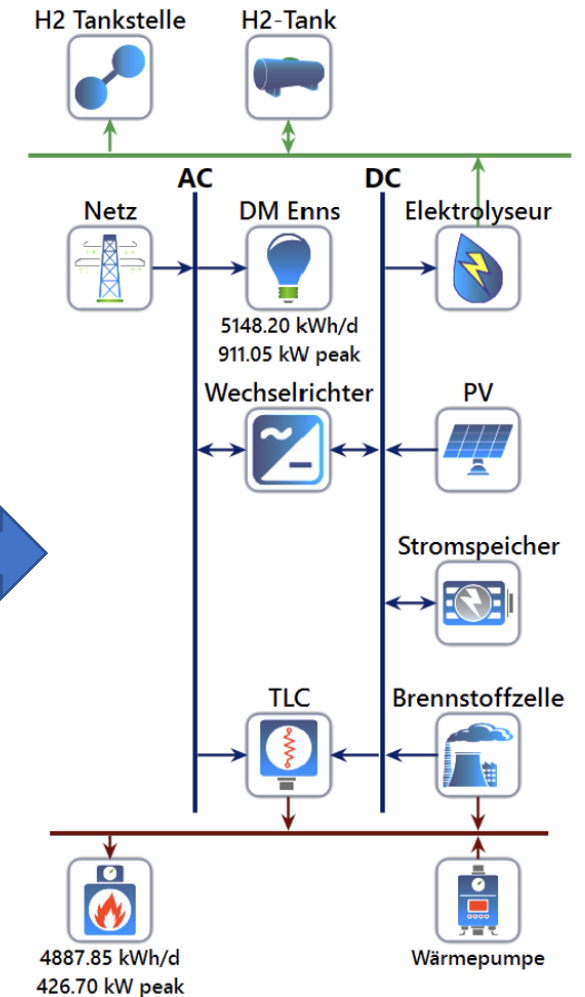 H2 Tankstelle
H2-Tank
AC
DC
Netz
DM Enns
Elektrolyseur
5148.20 kWh/d
911.05 kW peak
Wechselrichter
PV
Stromspeicher
TLC
Brennstoffzelle
4887.85 kWh/d
426.70 kW peak
Wärmepumpe